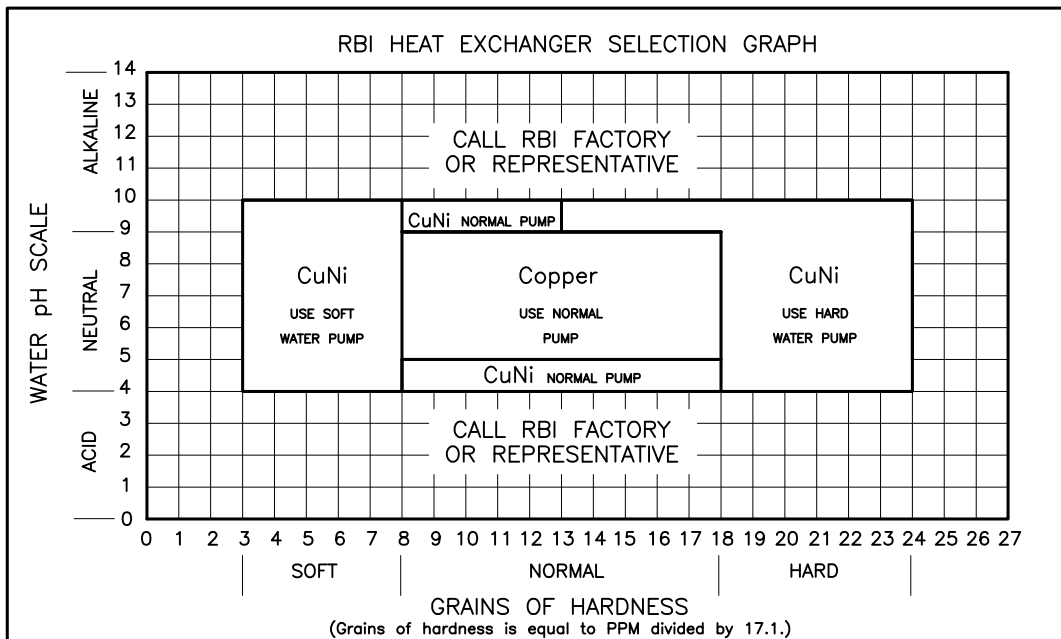 RBI HEAT EXCHANGER SELECTION GRAPH
WATER pH SCALE
ALKALINE
NEUTRAL
ACID
14
13
12
11
10
9
8
7
6
5
4
3
2
1
0
CALL RBI FACTORY
OR REPRESENTATIVE
CuNi NORMAL PUMP
CuNi
USE SOFT
WATER PUMP
Copper
USE NORMAL
PUMP
CuNi
USE HARD
WATER PUMP
CuNi NORMAL PUMP
CALL RBI FACTORY
OR REPRESENTATIVE
0 1 2 3 4 5 6 7 8 9 10 11 12 13 14 15 16 17 18 19 20 21 22 23 24 25 26 27
SOFT NORMAL HARD
GRAINS OF HARDNESS
(Grains of hardness is equal to PPM divided by 17.1.)